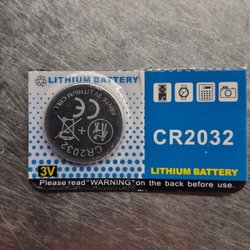 LITHIUM BATTERY
CR2032
CR2032
LITHIUM BATTERY
3V
Please read "WARNING" on the back before use.